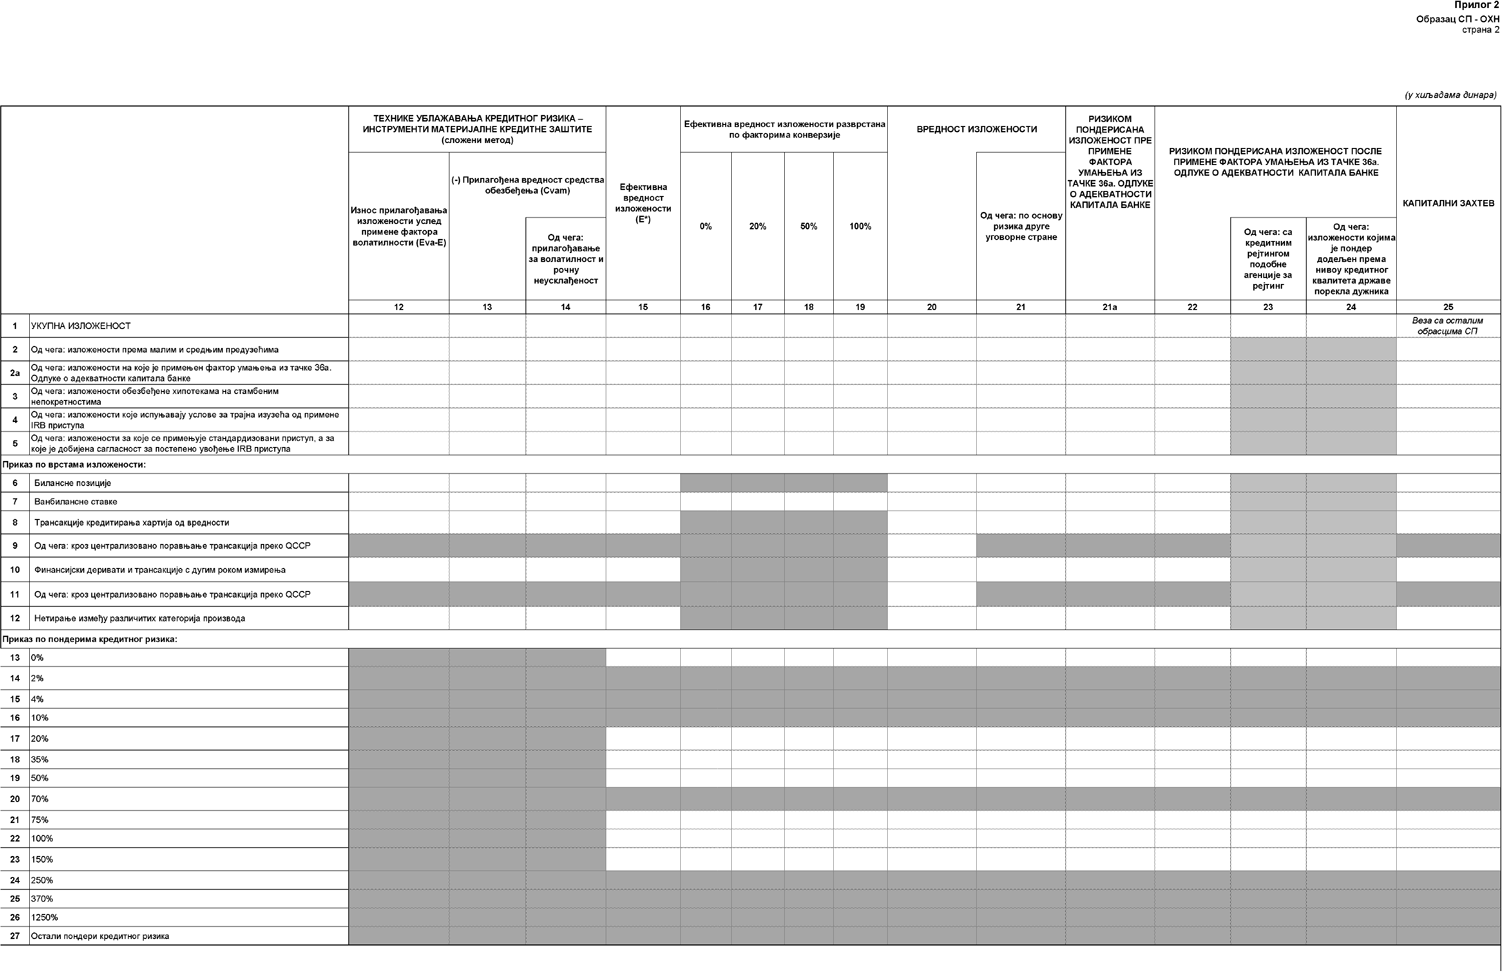 Прилог 2
Образац СП - ОХН
страна 2
(у хиљадама динара)
ТЕХНИКЕ УБЛАЖАВАЊА КРЕДИТНОГ РИЗИКА –
ИНСТРУМЕНТИ МАТЕРИЈАЛНЕ КРЕДИТНЕ ЗАШТИТЕ
(сложени метод)
Износ прилагођавања
изложености услед
примене фактора
волатилности (Eva-E)
(-) Прилагођена вредност средства
обезбеђења (Cvam)
Од чега:
прилагођавање
за волатилност и
рочну
неусклађеност
Ефективна
вредност
изложености
(E*)
Ефективна вредност изложености разврстана
по факторима конверзије
0%
20%
50%
100%
ВРЕДНОСТ ИЗЛОЖЕНОСТИ
Од чега: по основу
ризика друге
уговорне стране
РИЗИКОМ
ПОНДЕРИСАНА
ИЗЛОЖЕНОСТ ПРЕ
ПРИМЕНЕ
ФАКТОРА
УМАЊЕЊА ИЗ
ТАЧКЕ 36а. ОДЛУКЕ
О АДЕКВАТНОСТИ
КАПИТАЛА БАНКЕ
РИЗИКОМ ПОНДЕРИСАНА ИЗЛОЖЕНОСТ ПОСЛЕ
ПРИМЕНЕ ФАКТОРА УМАЊЕЊА ИЗ ТАЧКЕ 36а.
ОДЛУКЕ О АДЕКВАТНОСТИ КАПИТАЛА БАНКЕ
Од чега: са
кредитним
рејтингом
подобне
агенције за
рејтинг
Од чега:
изложености којима
је пондер
додељен према
нивоу кредитног
квалитета државе
порекла дужника
КАПИТАЛНИ ЗАХТЕВ
12 13 14 15 16 17 18 19 20 21 21а 22 23 24 25
1 УКУПНА ИЗЛОЖЕНОСТ
Веза са осталим
обрасцима СП
2 Од чега: изложености према малим и средњим предузећима
2а Од чега: изложености на које је примењен фактор умањења из тачке 36а.
Одлуке о адекватности капитала банке
3 Од чега: изложености обезбеђене хипотекама на стамбеним
непокретностима
4 Од чега: изложености које испуњавају услове за трајна изузећа од примене
IRB приступа
5 Од чега: изложености за које се примењује стандардизовани приступ, а за
које је добијена сагласност за постепено увођење IRB приступа
Приказ по врстама изложености:
6 Билансне позиције
7 Ванбилансне ставке
8 Трансакције кредитирања хартија од вредности
9 Од чега: кроз централизовано поравњање трансакција преко QCCP
10 Финансијски деривати и трансакције с дугим роком измирења
11 Од чега: кроз централизовано поравњање трансакција преко QCCP
12 Нетирање између различитих категорија производа
Приказ по пондерима кредитног ризика:
13 0%
14 2%
15 4%
16 10%
17 20%
18 35%
19 50%
20 70%
21 75%
22 100%
23 150%
24 250%
25 370%
26 1250%
27 Остали пондери кредитног ризика